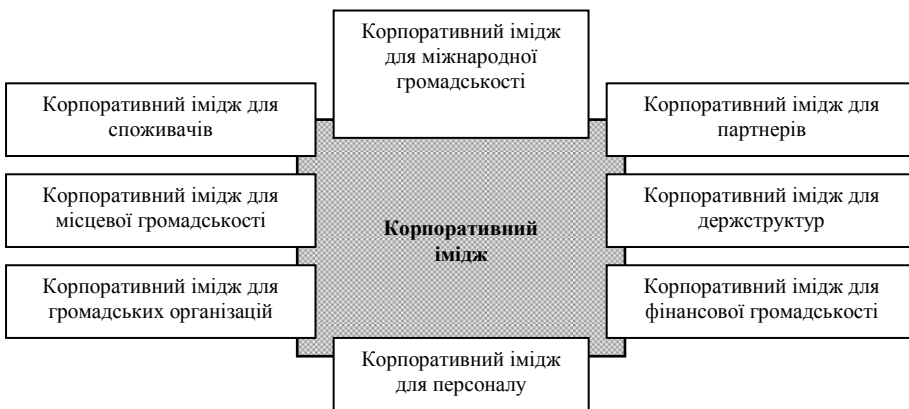 Корпоративний імідж
для міжнародної
громадськості
Корпоративний імідж для
споживачів
Корпоративний імідж для
партнерів
Корпоративний імідж для
місцевої громадськості
Корпоративний імідж для
держструктур
Корпоративний
імідж
Корпоративний імідж для
громадських організацій
Корпоративний імідж для
фінансової громадськості
Корпоративний імідж
для персоналу